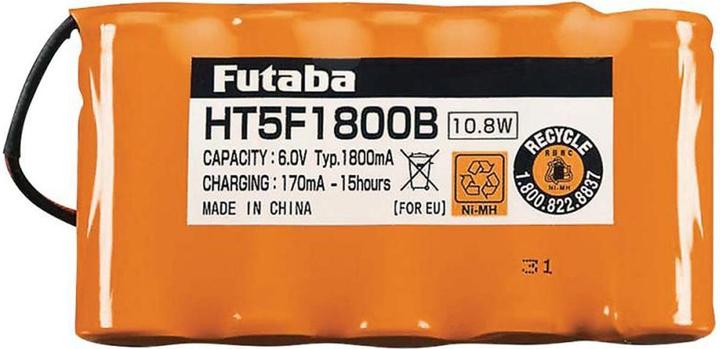 Futaba
HT5F1800B 10.8W
CAPACITY: 6.0V Typ.1800mA
CHARGING: 170mA - 15hours
MADE IN CHINA [FOR EU] Ni-MH
RECYCLE
RBRC
Ni-MH
1.800.822.8837
31